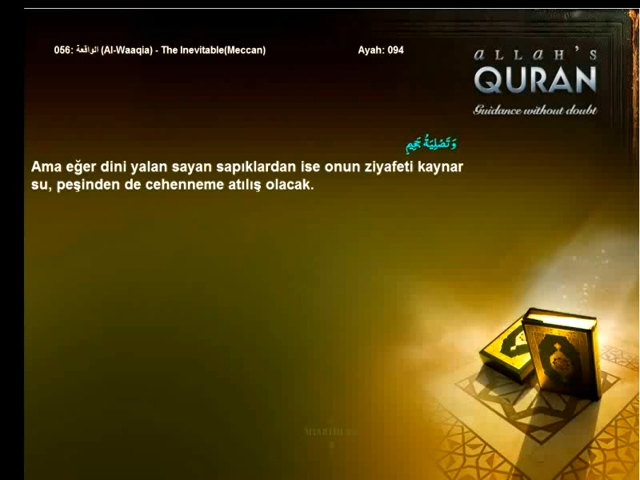 056: الواقعة (Al-Waaqia) - The Inevitable(Meccan) Ayah: 094
ALLAH'S
QURAN
Guidance without doubt
وَتَصْلِيَةُ جَحِيمٍ
Ama eğer dini yalan sayan sapıklardan ise onun ziyafeti kaynar
su, peşinden de cehenneme atılış olacak.